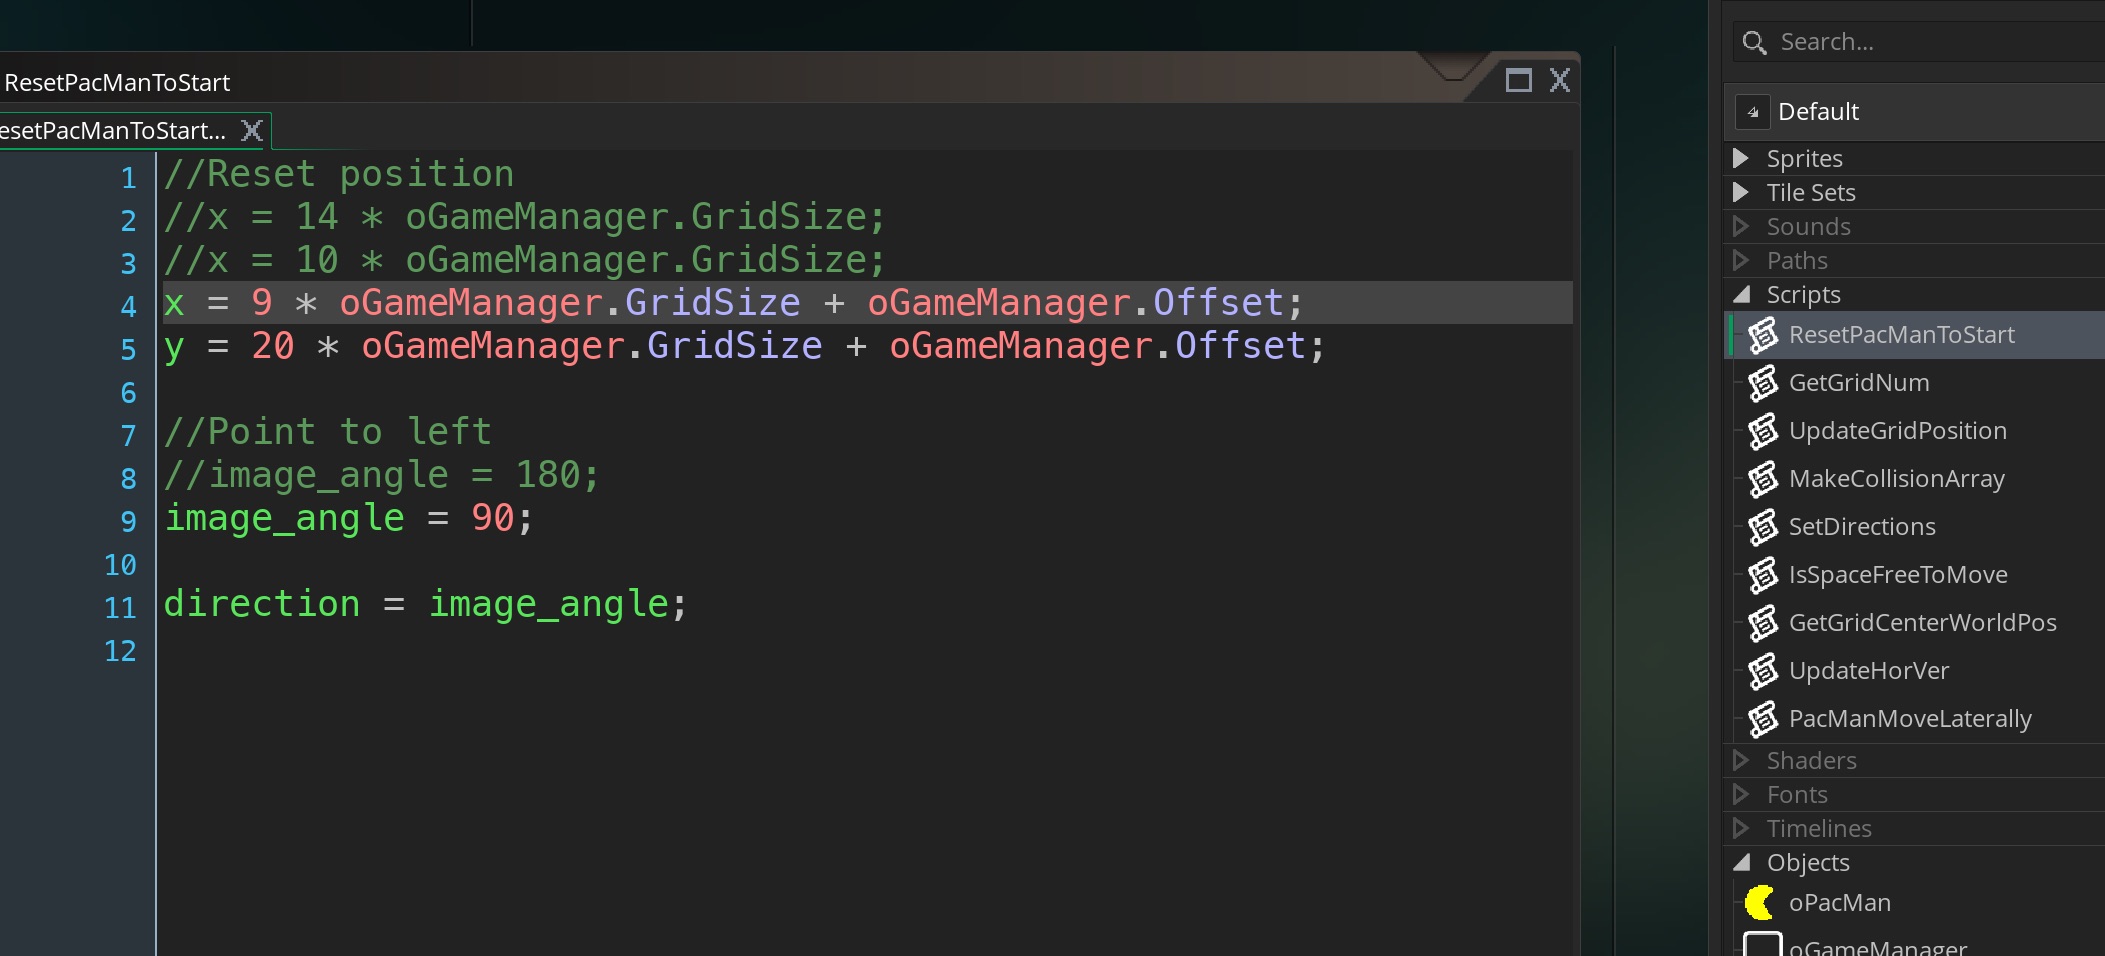 ResetPacManToStart
esetPacManToStart...
1 //Reset position
2 //x = 14 * oGameManager.GridSize;
3 //x = 10 * oGameManager.GridSize;
4 x = 9 * oGameManager.GridSize + oGameManager.Offset;
5 y = 20 * oGameManager.GridSize + oGameManager.Offset;
6
7 //Point to left
8 //image_angle = 180;
9 image_angle = 90;
10
11 direction = image_angle;
12
Search...
Default
Sprites
Tile Sets
Sounds
Paths
Scripts
ResetPacManToStart
GetGridNum
UpdateGridPosition
MakeCollisionArray
SetDirections
IsSpaceFreeToMove
GetGridCenterWorldPos
UpdateHorVer
PacManMoveLaterally
Shaders
Fonts
Timelines
Objects
oPacMan
oGameManager